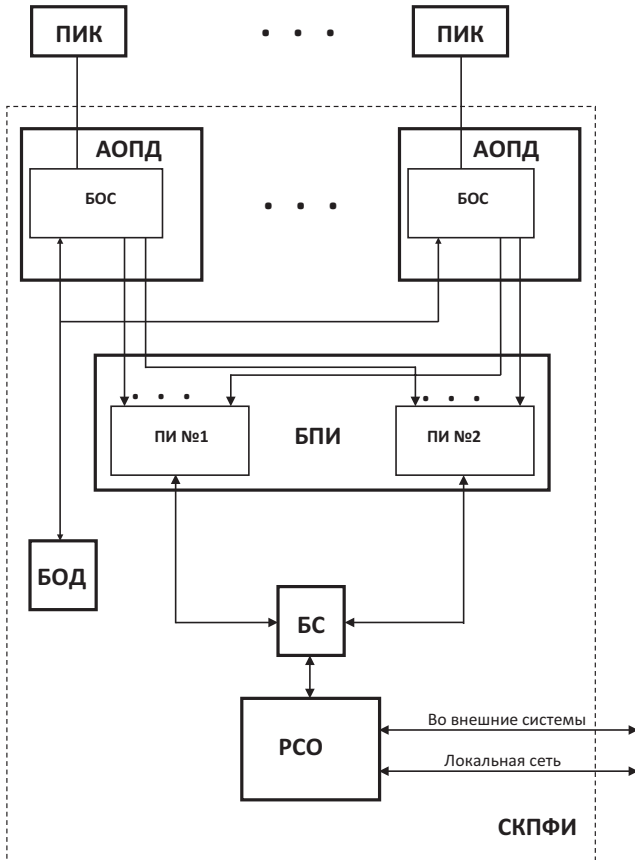 ПИК
ПИК
АОПД
АОПД
БОС
БОС
БПИ
ПИ №1
ПИ №2
БОД
БС
РСО
Во внешние системы
Локальная сеть
СКПФИ